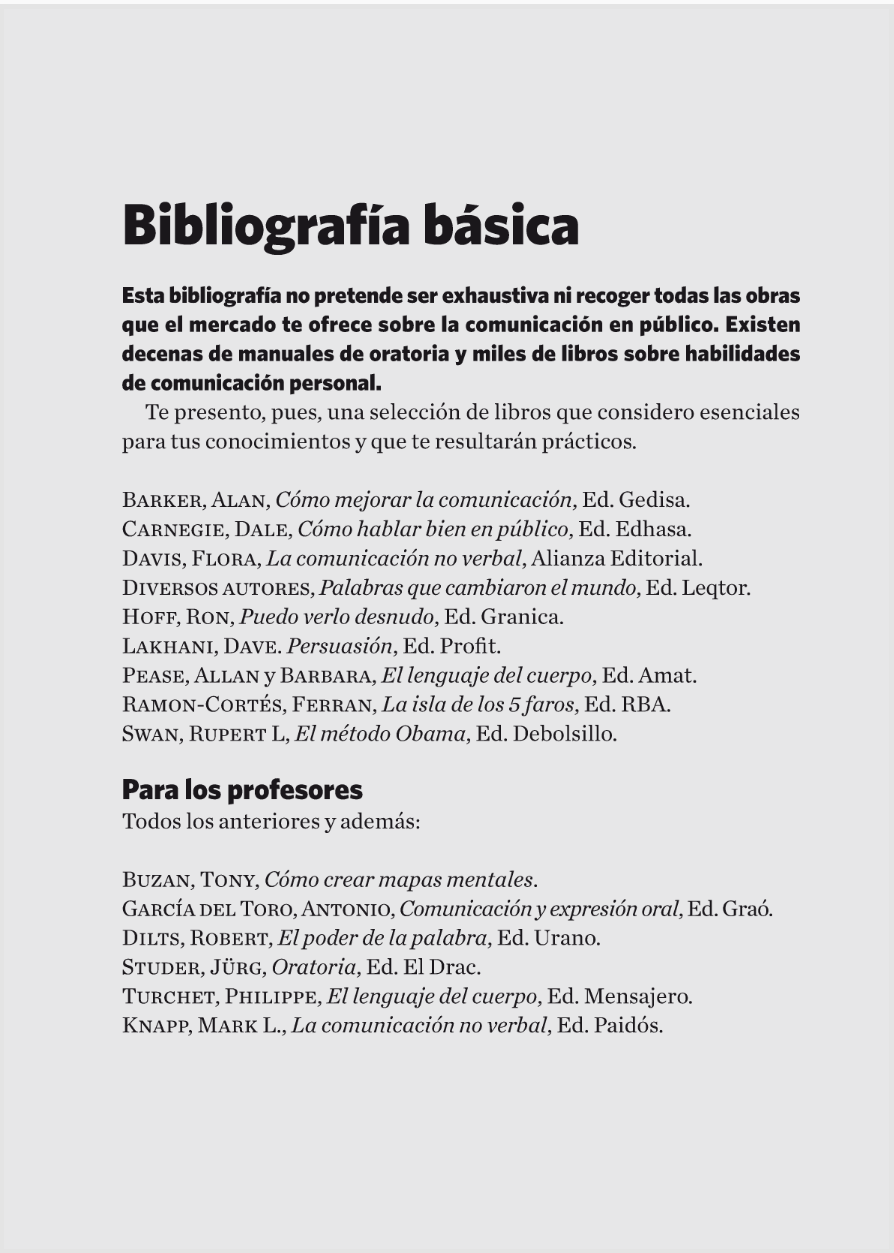 Bibliografía básica
Esta bibliografía no pretende ser exhaustiva ni recoger todas las obras
que el mercado te ofrece sobre la comunicación en público. Existen
decenas de manuales de oratoria y miles de libros sobre habilidades
de comunicación personal.
Te presento, pues, una selección de libros que considero esenciales
para tus conocimientos y que te resultarán prácticos.
BARKER, ALAN, Cómo mejorar la comunicación, Ed. Gedisa.
CARNEGIE, DALE, Cómo hablar bien en público, Ed. Edhasa.
DAVIS, FLORA, La comunicación no verbal, Alianza Editorial.
DIVERSOS AUTORES, Palabras que cambiaron el mundo, Ed. Leqtor.
HOFF, RON, Puedo verlo desnudo, Ed. Granica.
LAKHANI, DAVE. Persuasión, Ed. Profit.
PEASE, ALLAN y BARBARA, El lenguaje del cuerpo, Ed. Amat.
RAMON-CORTÉS, FERRAN, La isla de los 5 faros, Ed. RBA.
SWAN, RUPERT L, El método Obama, Ed. Debolsillo.
Para los profesores
Todos los anteriores y además:
BUZAN, TONY, Cómo crear mapas mentales.
GARCÍA DEL TORO, ANTONIO, Comunicación y expresión oral, Ed. Graó.
DILTS, ROBERT, El poder de la palabra, Ed. Urano.
STUDER, JÜRG, Oratoria, Ed. El Drac.
TURCHET, PHILIPPE, El lenguaje del cuerpo, Ed. Mensajero.
KNAPP, MARK L., La comunicación no verbal, Ed. Paidós.